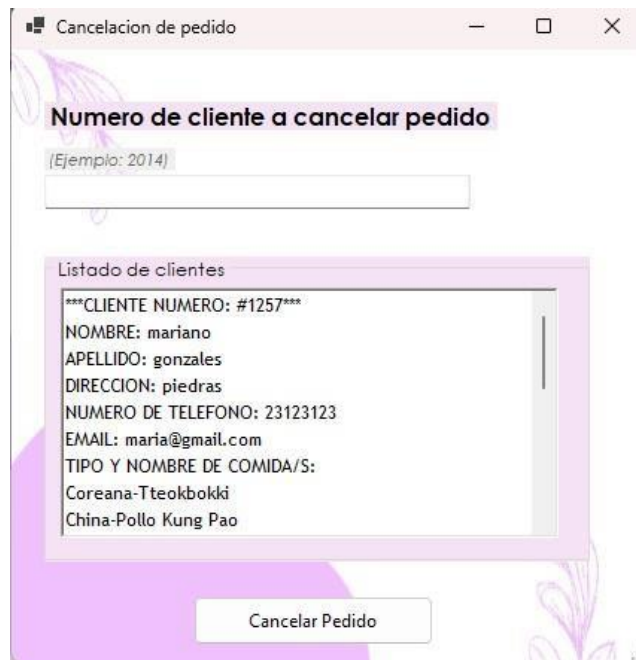 Cancelacion de pedido
Numero de cliente a cancelar pedido
(Ejemplo: 2014)
Listado de clientes
***CLIENTE NUMERO: #1257***
NOMBRE: mariano
APELLIDO: gonzales
DIRECCION: piedras
NUMERO DE TELEFONO: 23123123
EMAIL: maria@gmail.com
TIPO Y NOMBRE DE COMIDA/S:
Coreana-Tteokbokki
China-Pollo Kung Pao
Cancelar Pedido